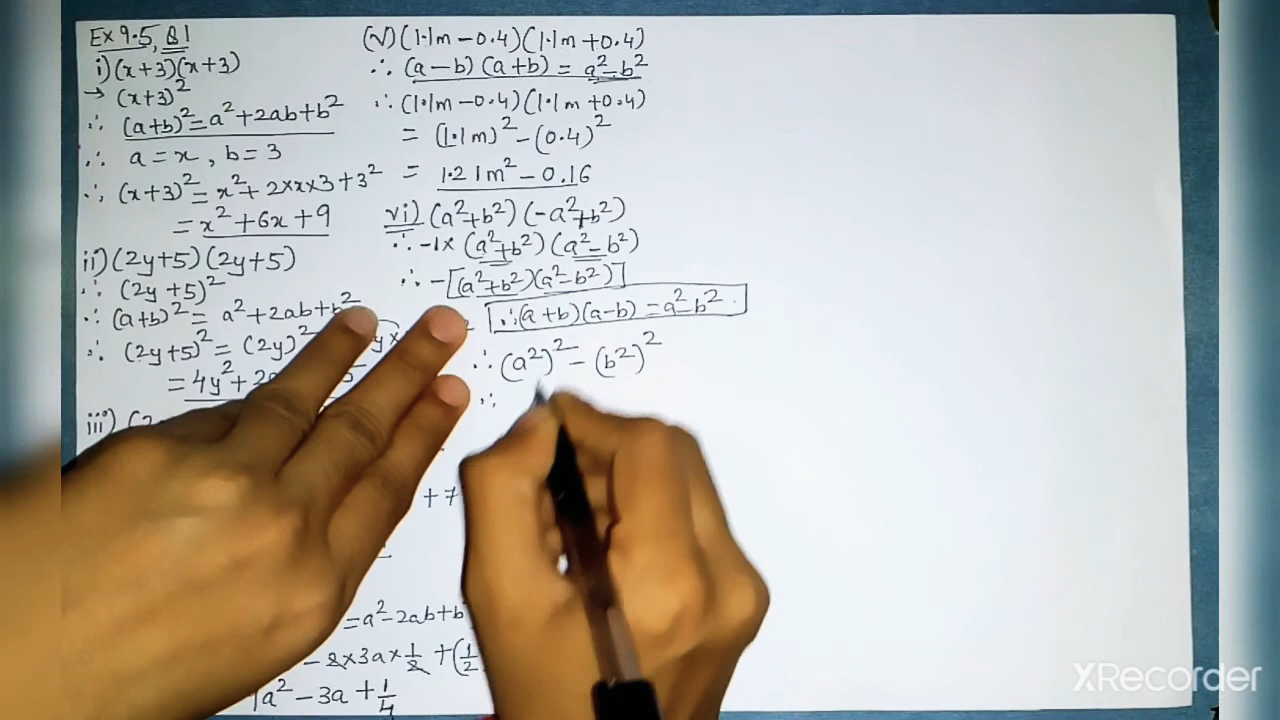 Ex 9.5, Q1
i) (x+3)(x+3)
→ (x+3)²
∴ (a+b)² = a²+2ab+b²
∴ a = x , b = 3
∴ (x+3)² = x² + 2×x×3+3²
= x²+6x+9
ii) (2y+5)(2y+5)
∴ (2y+5)²
∴ (a+b)² = a²+2ab+b²
∴ (2y+5)² = (2y)²
= 4y² + 2
iii) (2
= a²-2ab+b
- 2×3a×1/2 + (1/2
a² - 3a + 1/4
(v) (1.1m-0.4)(1.1m+0.4)
∴ (a-b)(a+b) = a²-b²
∴ (1.1m-0.4)(1.1m+0.4)
= (1.1m)² - (0.4)²
= 1.21m² - 0.16
vi) (a²+b²)(-a²+b²)
∴ -1× (a²+b²)(a²-b²)
∴ -[(a²+b²)(a²-b²)]
∴ (a+b)(a-b) = a²-b².
∴ (a²)² - (b²)²
∴
+ 7
XRecorder